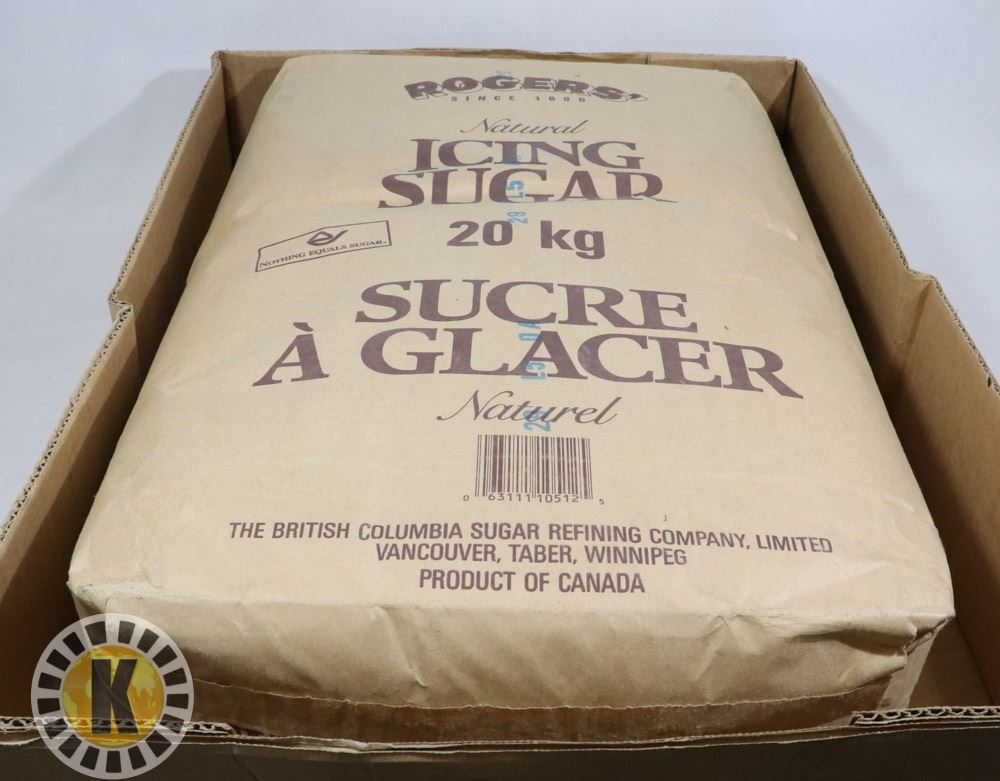 ROGERS'
SINCE 1890
Natural
ICING
SUGAR
20 kg
NOTHING EQUALS SUGAR.
SUCRE
À GLACER
Naturel
0 63111 10512 5
THE BRITISH COLUMBIA SUGAR REFINING COMPANY, LIMITED
VANCOUVER, TABER, WINNIPEG
PRODUCT OF CANADA
K